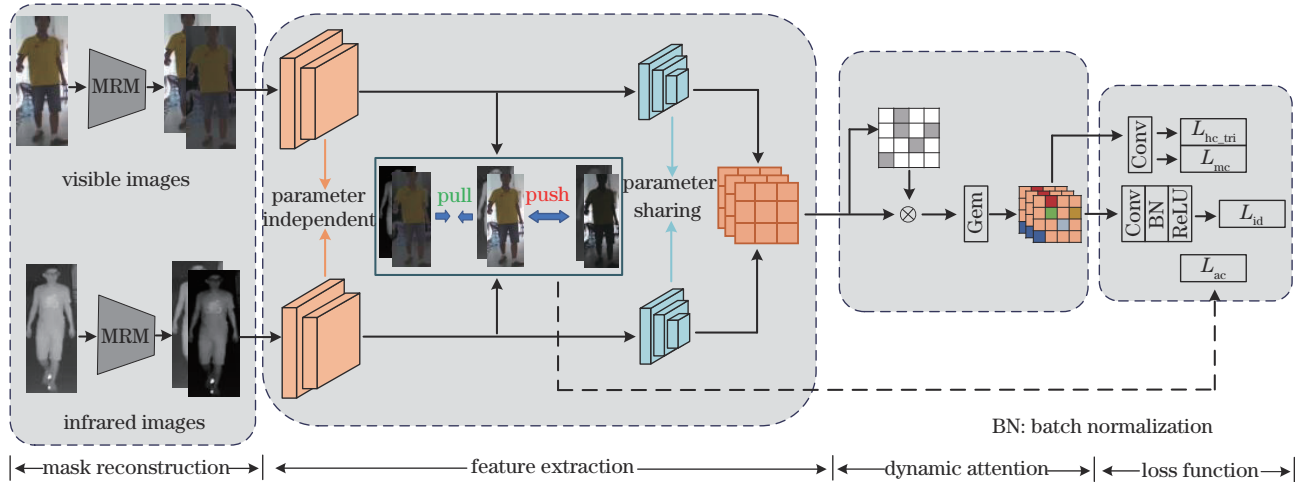 MRM
visible images
MRM
infrared images
parameter
independent
pull
push
parameter
sharing
Gem
Conv
L_hc_tri
L_mc
Conv
BN
ReLU
L_id
L_ac
BN: batch normalization
mask reconstruction
feature extraction
dynamic attention
loss function